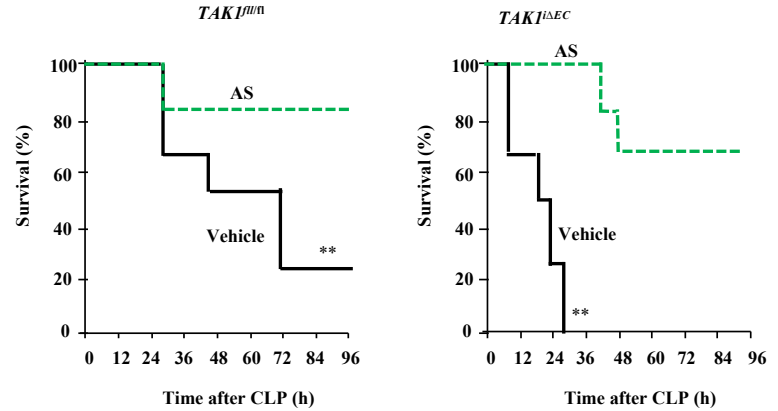 TAK1fll/fl
TAK1iΔEC
100
80
60
40
20
0
Survival (%)
AS
Vehicle
**
0 12 24 36 48 60 72 84 96
Time after CLP (h)
100
80
60
40
20
0
Survival (%)
AS
Vehicle
**
0 12 24 36 48 60 72 84 96
Time after CLP (h)